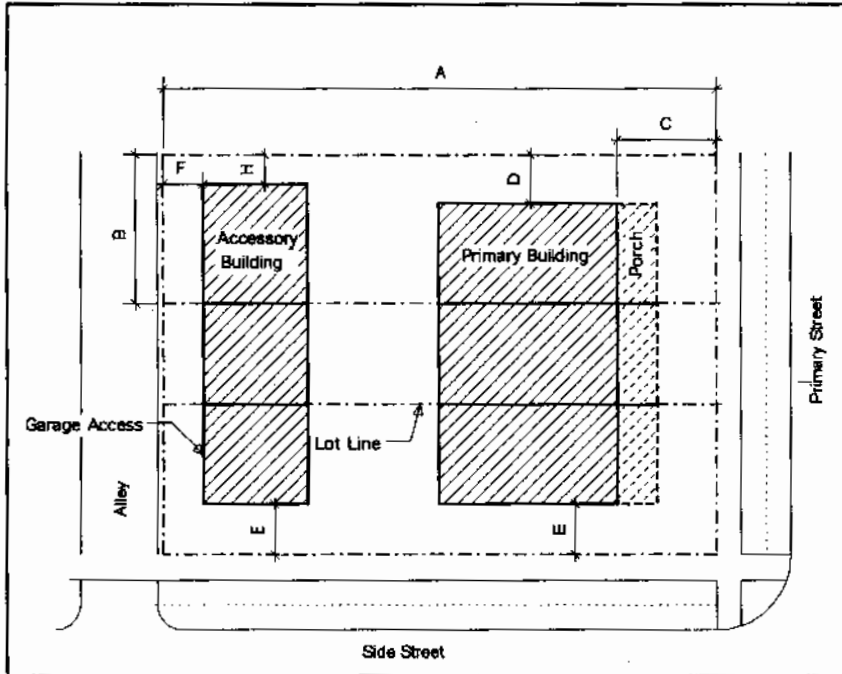 A
C
F
H
D
B
Accessory
Building
Primary Building
Porch
Primary Street
Garage Access
Lot Line
Alley
E
E
Side Street